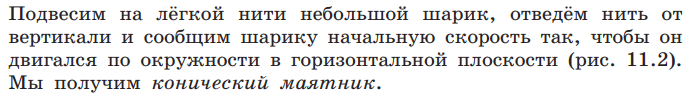 Подвесим на лёгкой нити небольшой шарик, отведём нить от
вертикали и сообщим шарику начальную скорость так, чтобы он
двигался по окружности в горизонтальной плоскости (рис. 11.2).
Мы получим конический маятник.